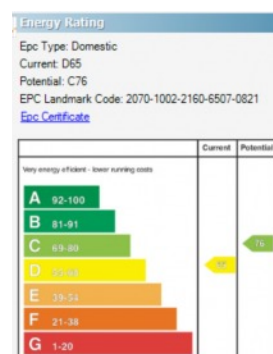 Energy Rating
Epc Type: Domestic
Current: D65
Potential: C76
EPC Landmark Code: 2070-1002-2160-6507-0821
Epc Certificate
Current Potential
Very energy efficient - lower running costs
A 92-100
B 81-91
C 69-80
76
D
E 39-54
F 21-38
G 1-20